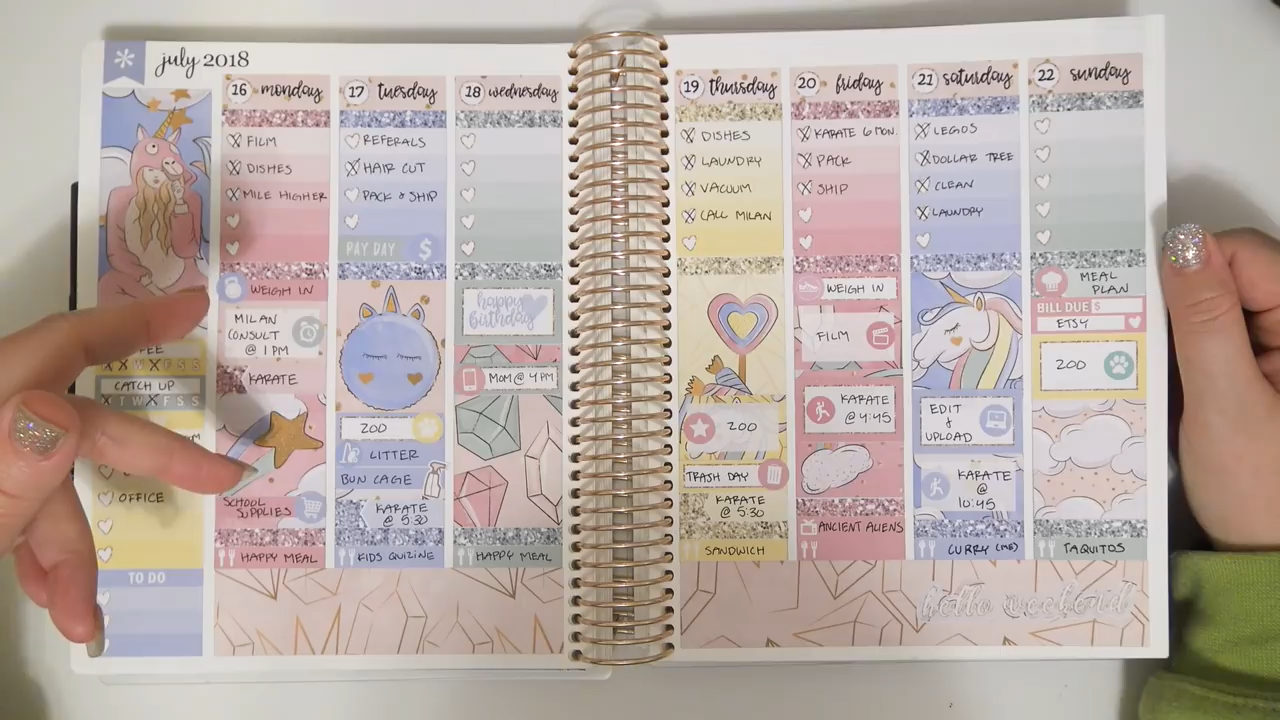 july 2018
16 monday
FILM
DISHES
MILE HIGHER
WEIGH IN
MILAN
CONSULT
@ 1 PM
KARATE
SCHOOL
SUPPLIES
HAPPY MEAL
17 tuesday
REFERALS
HAIR CUT
PACK & SHIP
PAY DAY $
ZOO
LITTER
BUN CAGE
KARATE
@ 5:30
KIDS QUIZINE
18 wednesday
happy
birthday
MOM @ 4 PM
HAPPY MEAL
19 thursday
DISHES
LAUNDRY
VACUUM
CALL MILAN
ZOO
TRASH DAY
KARATE
@ 5:30
SANDWICH
20 friday
KARATE 6 MON.
PACK
SHIP
WEIGH IN
FILM
KARATE
@ 4:45
ANCIENT ALIENS
21 saturday
LEGOS
DOLLAR TREE
CLEAN
LAUNDRY
EDIT
&
UPLOAD
KARATE
@
10:45
CURRY (ME)
22 sunday
MEAL
PLAN
BILL DUE $
ETSY
ZOO
TAQUITOS
hello weekend
CATCH UP
OFFICE
TO DO